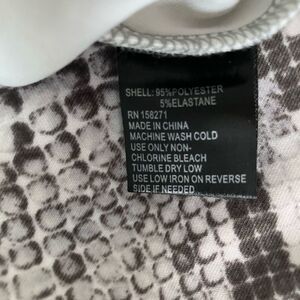 SHELL: 95%POLYESTER
5%ELASTANE
RN 158271
MADE IN CHINA
MACHINE WASH COLD
USE ONLY NON-
CHLORINE BLEACH
TUMBLE DRY LOW
USE LOW IRON ON REVERSE
SIDE IF NEEDED